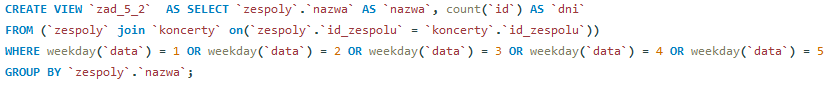 CREATE VIEW `zad_5_2`  AS SELECT `zespoly`.`nazwa` AS `nazwa`, count(`id`) AS `dni`
FROM (`zespoly` join `koncerty` on(`zespoly`.`id_zespolu` = `koncerty`.`id_zespolu`))
WHERE weekday(`data`) = 1 OR weekday(`data`) = 2 OR weekday(`data`) = 3 OR weekday(`data`) = 4 OR weekday(`data`) = 5
GROUP BY `zespoly`.`nazwa`;